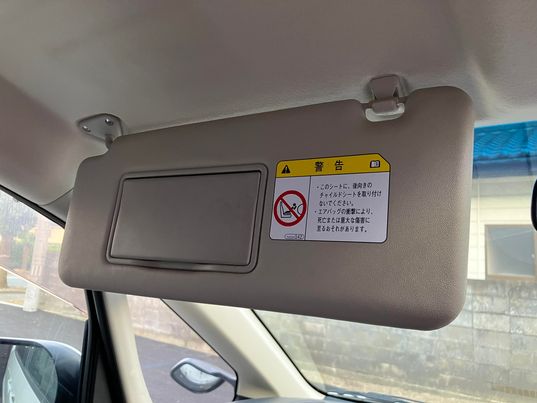 警告
・このシートに、後向きの
チャイルドシートを取り付け
ないでください。
・エアバッグの衝撃により、
死亡または重大な傷害に
至るおそれがあります。